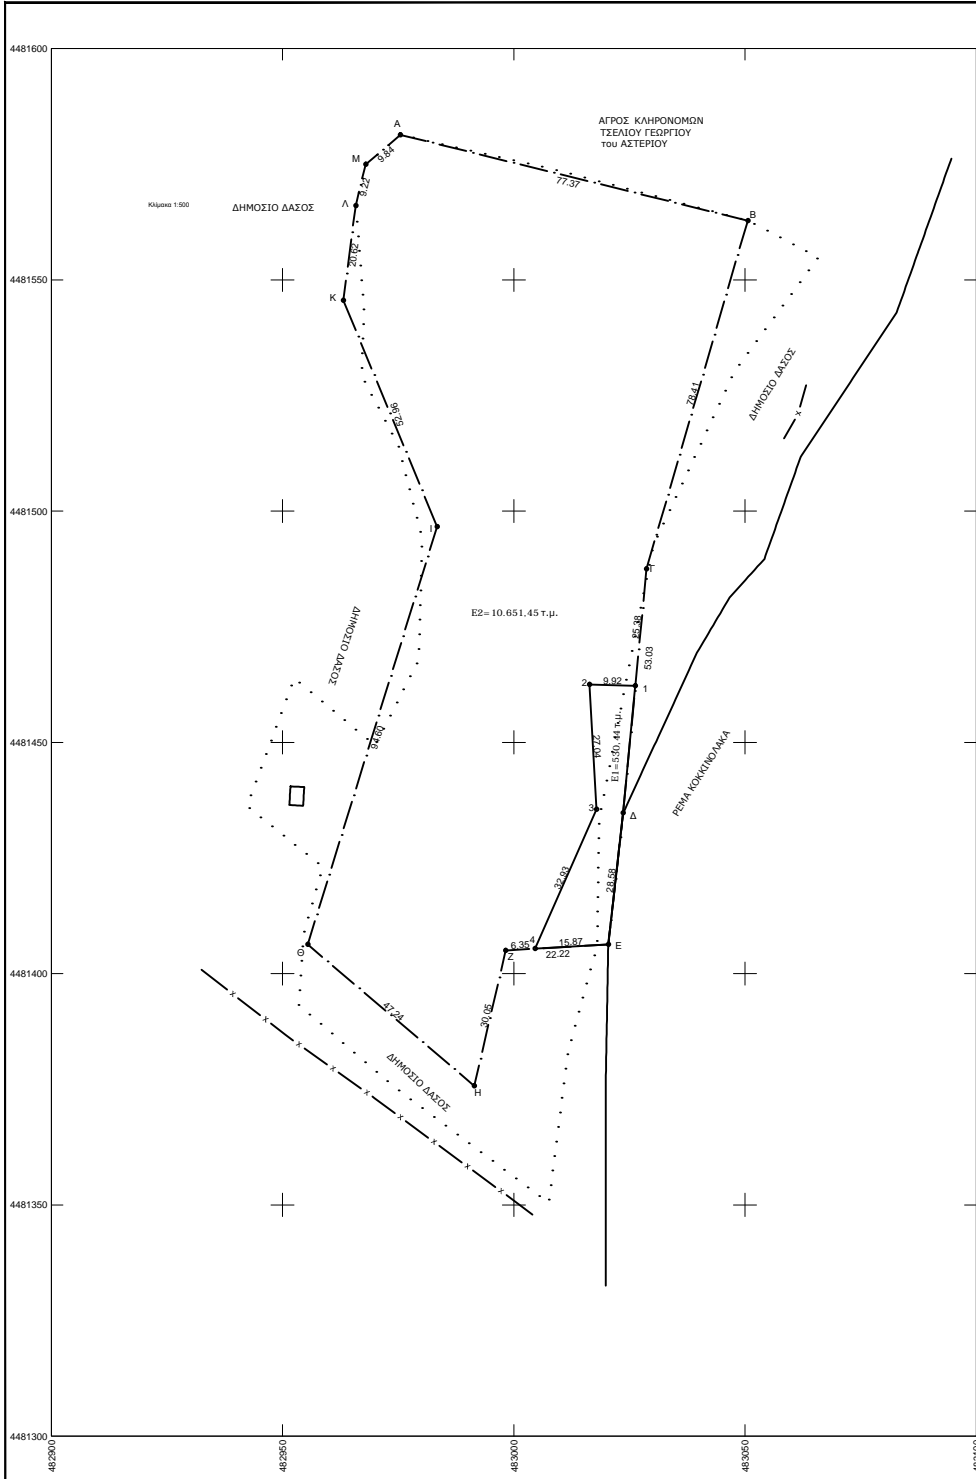 4481600
Α
ΑΓΡΟΣ ΚΛΗΡΟΝΟΜΩΝ
ΤΣΕΛΙΟΥ ΓΕΩΡΓΙΟΥ
του ΑΣΤΕΡΙΟΥ
9.84
Μ
77.37
9.22
Λ
Κλίμακα 1:500
ΔΗΜΟΣΙΟ ΔΑΣΟΣ
Β
20.62
4481550
Κ
ΔΗΜΟΣΙΟ ΔΑΣΟΣ
78.41
52.96
x
4481500
Ι
Γ
ΔΗΜΟΣΙΟ ΔΑΣΟΣ
Ε2=10.651,45 τ.μ.
25.38
53.03
2
9.92
1
94.60
4481450
27.04
Ε1=530.44 τ.μ.
ΡΕΜΑ ΚΟΚΚΙΝΟΛΑΚΑ
3
Δ
32.93
28.58
Θ
6.35
4
15.87
Ε
Ζ
22.22
4481400
x
x
x
x
x
x
x
x
x
47.24
30.05
ΔΗΜΟΣΙΟ ΔΑΣΟΣ
Η
4481350
4481300
482900
482950
483000
483050